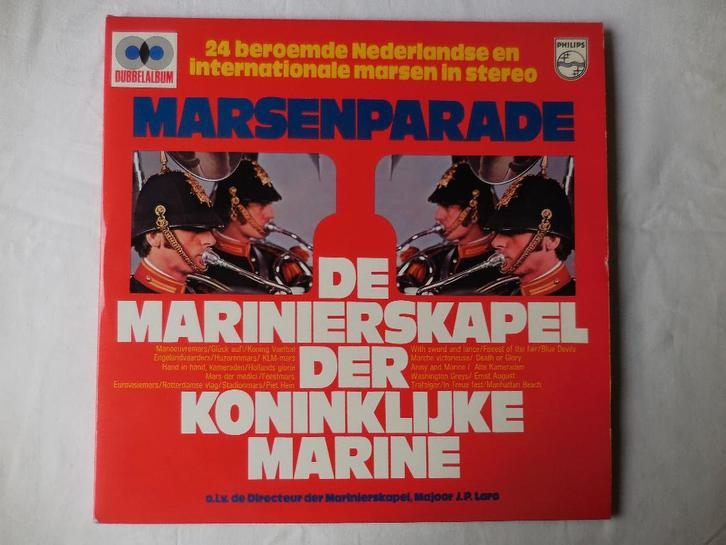 DUBBELALBUM
24 beroemde Nederlandse en
internationale marsen in stereo
PHILIPS
MARSENPARADE
DE
MARINIERSKAPEL
DER
KONINKLIJKE
MARINE
Manoeuvremars/Glück auf!/Koning Voetbal
Engelandvaarders/Huzarenmars/KLM-mars
Hand in hand, kameraden/Hollands glorie
Mars der medici/Feestmars
Eurovisiemars/Rotterdamse vlag/Stadionmars/Piet Hein
With sword and lance/Forest of the fair/Blue Devils
Marche victorieuse/ Death or Glory
Army and Marine/ Alte Kameraden
Washington Greys/ Ernst August
Trafalgar/In Treue fest/Manhattan Beach
o.l.v. de Directeur der Marinierskapel, Majoor J.P. Laro